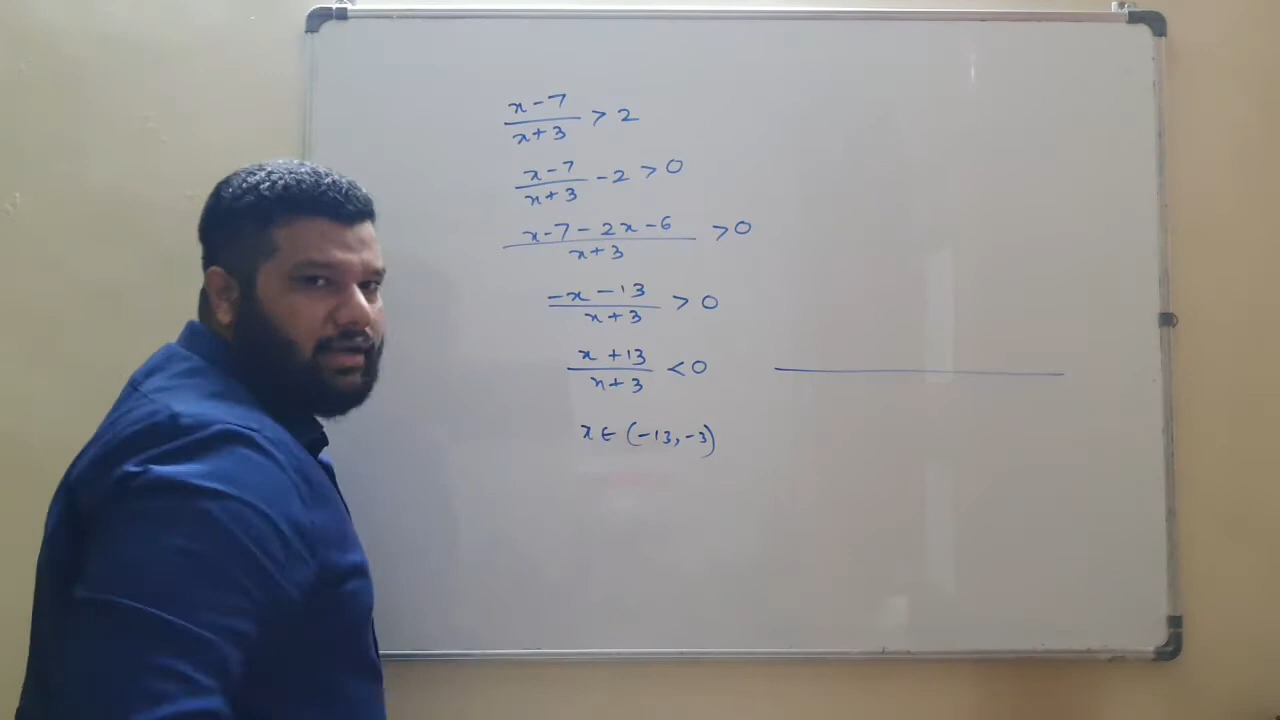 x-7/x+3 > 2
x-7/x+3 -2 > 0
x-7-2x-6/x+3 > 0
-x-13/x+3 > 0
x+13/x+3 < 0
x ∈ (-13,-3)